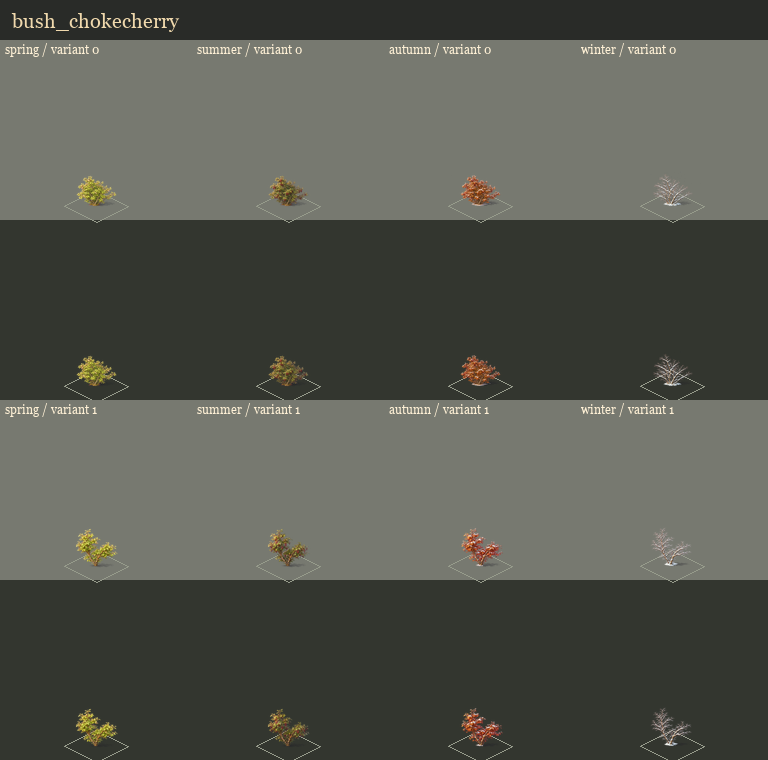 bush_chokecherry
spring / variant 0
summer / variant 0
autumn / variant 0
winter / variant 0
spring / variant 1
summer / variant 1
autumn / variant 1
winter / variant 1